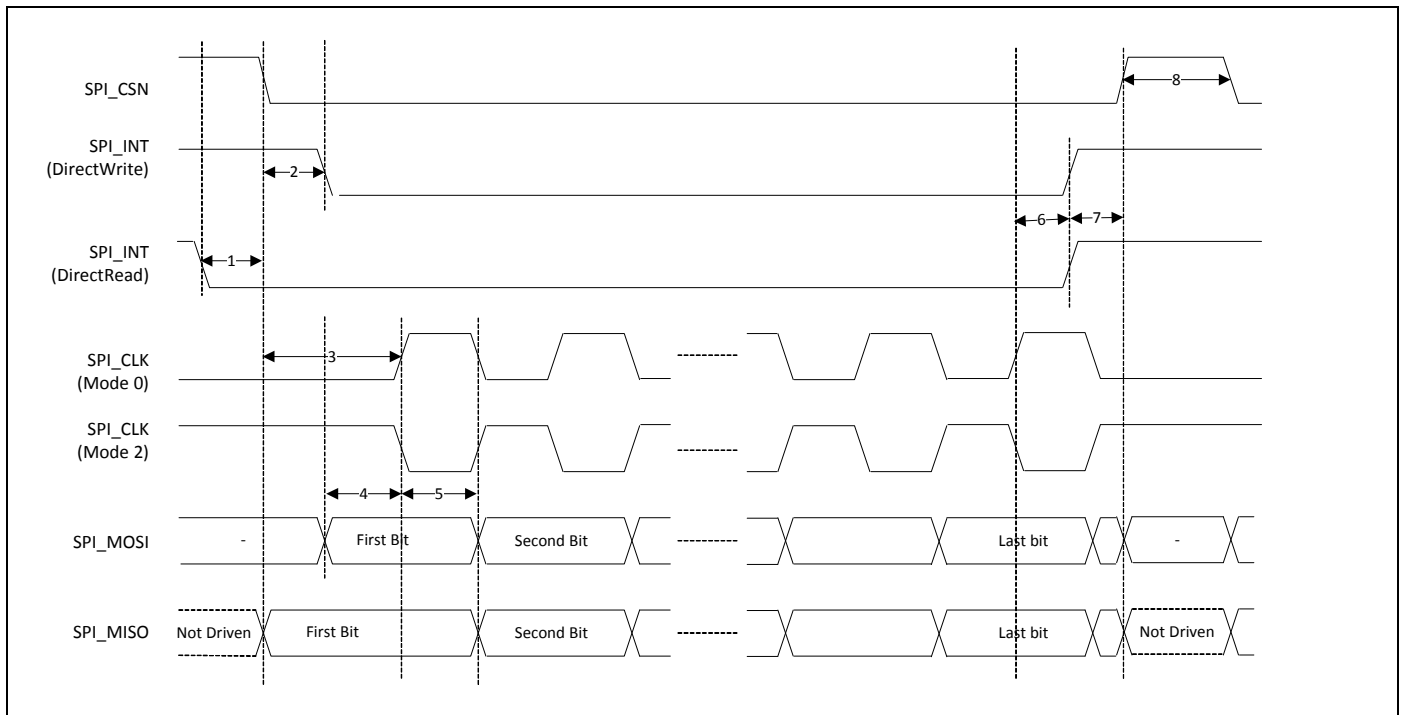 SPI_CSN
8
SPI_INT
(DirectWrite)
2
6
7
SPI_INT
(DirectRead)
1
SPI_CLK
(Mode 0)
3
SPI_CLK
(Mode 2)
4
5
SPI_MOSI
-
First Bit
Second Bit
Last bit
-
SPI_MISO
Not Driven
First Bit
Second Bit
Last bit
Not Driven